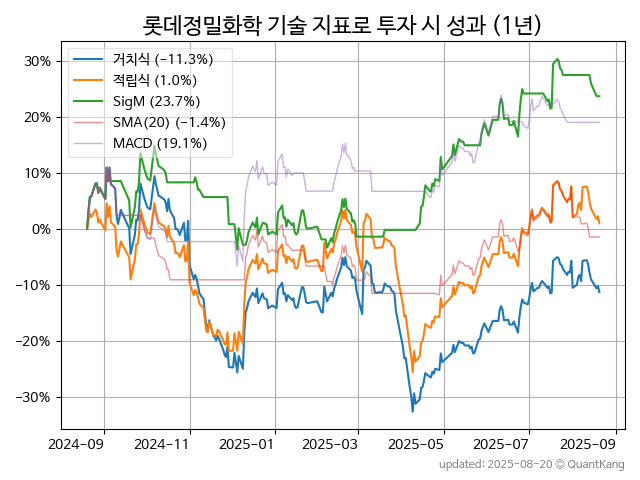 롯데정밀화학 기술 지표로 투자 시 성과 (1년)
거치식 (−11.3%)
적립식 (1.0%)
SigM (23.7%)
SMA(20) (−1.4%)
MACD (19.1%)
30%
20%
10%
0%
−10%
−20%
−30%
2024-09 2024-11 2025-01 2025-03 2025-05 2025-07 2025-09
updated: 2025-08-20 © QuantKang